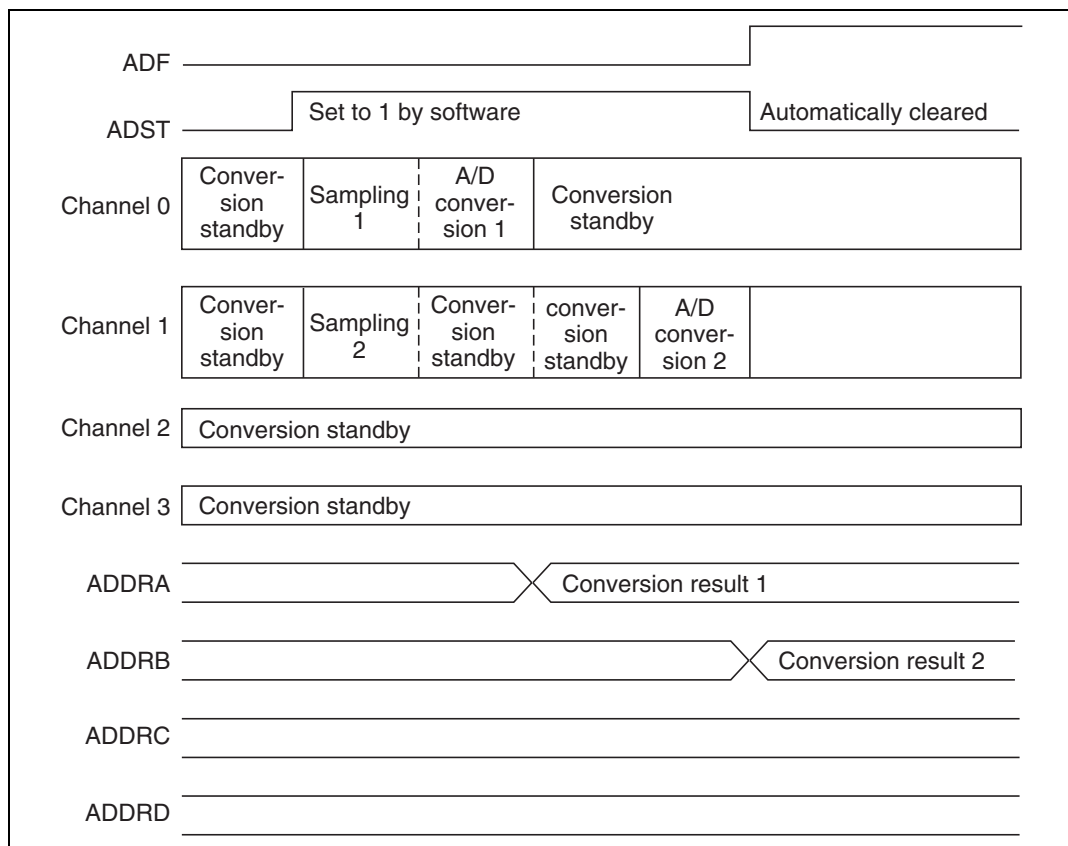 ADF
ADST
Set to 1 by software
Automatically cleared
Channel 0
Conver-
sion
standby
Sampling
1
A/D
conver-
sion 1
Conversion
standby
Channel 1
Conver-
sion
standby
Sampling
2
Conver-
sion
standby
conver-
sion
standby
A/D
conver-
sion 2
Channel 2
Conversion standby
Channel 3
Conversion standby
ADDRA
Conversion result 1
ADDRB
Conversion result 2
ADDRC
ADDRD